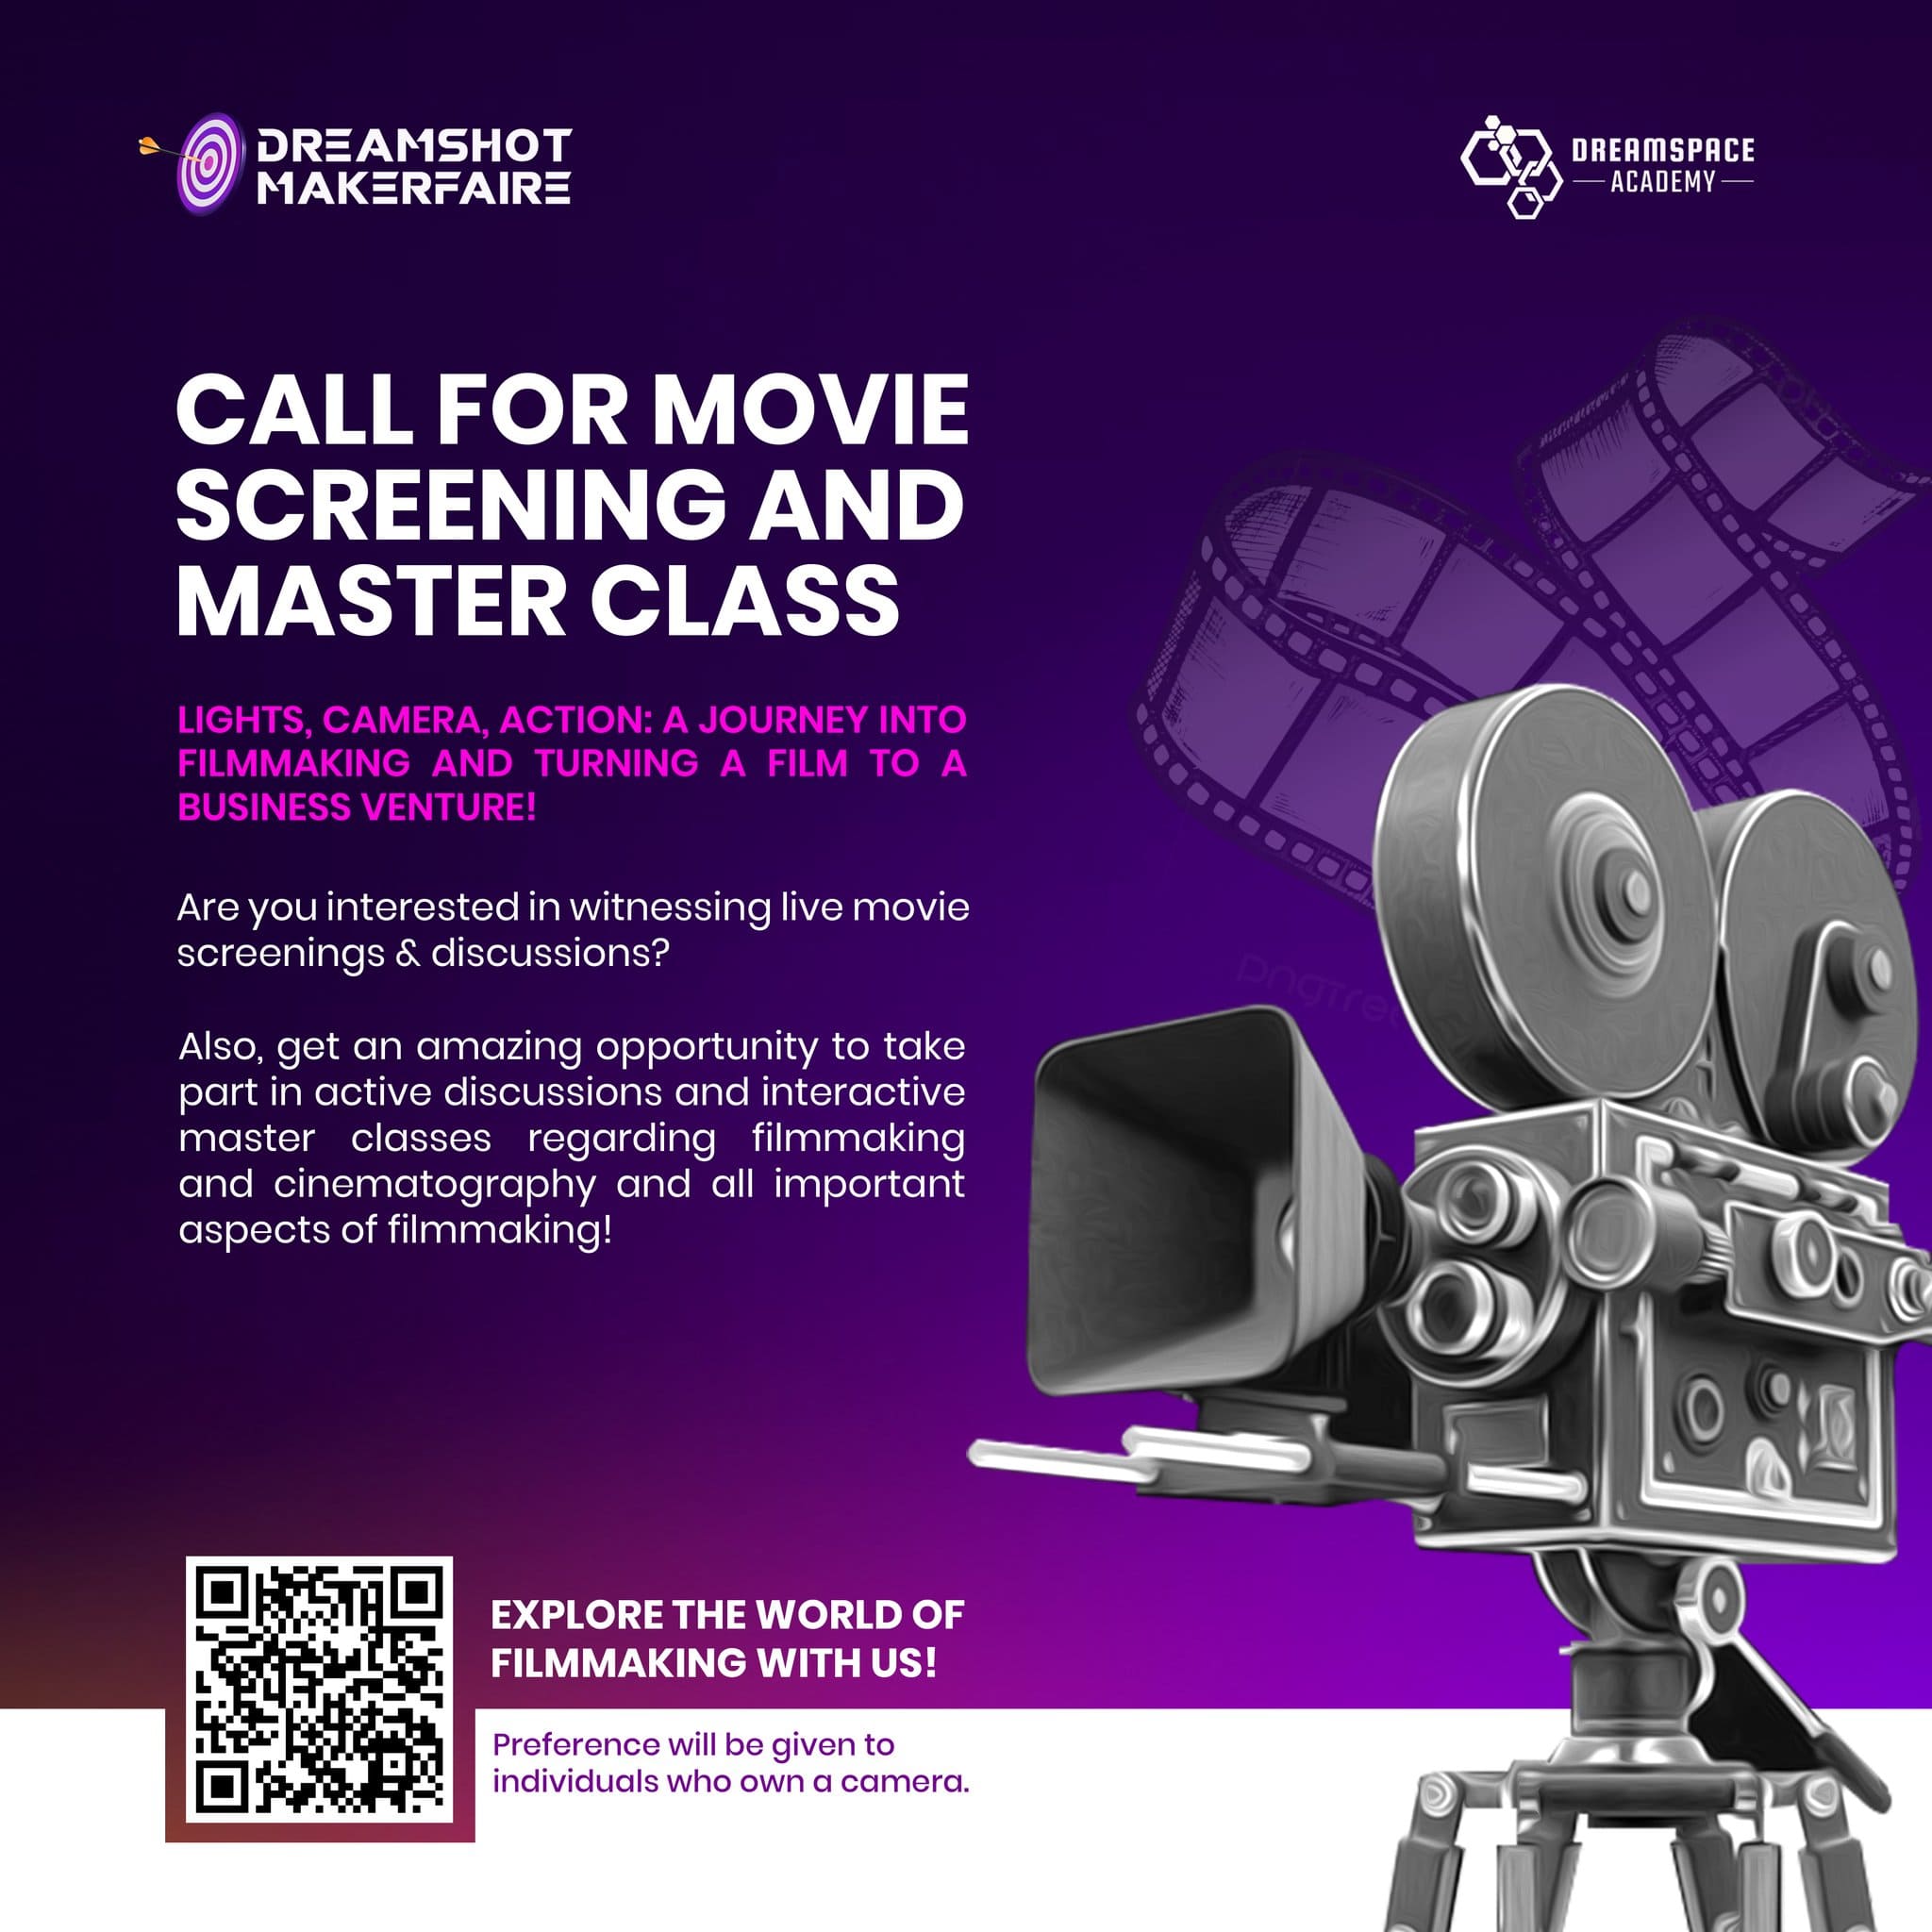 DREAMSHOT
MAKERFAIRE
DREAMSPACE
ACADEMY
CALL FOR MOVIE
SCREENING AND
MASTER CLASS
LIGHTS, CAMERA, ACTION: A JOURNEY INTO
FILMMAKING AND TURNING A FILM TO A
BUSINESS VENTURE!
Are you interested in witnessing live movie
screenings & discussions?
Also, get an amazing opportunity to take
part in active discussions and interactive
master classes regarding filmmaking
and cinematography and all important
aspects of filmmaking!
EXPLORE THE WORLD OF
FILMMAKING WITH US!
Preference will be given to
individuals who own a camera.